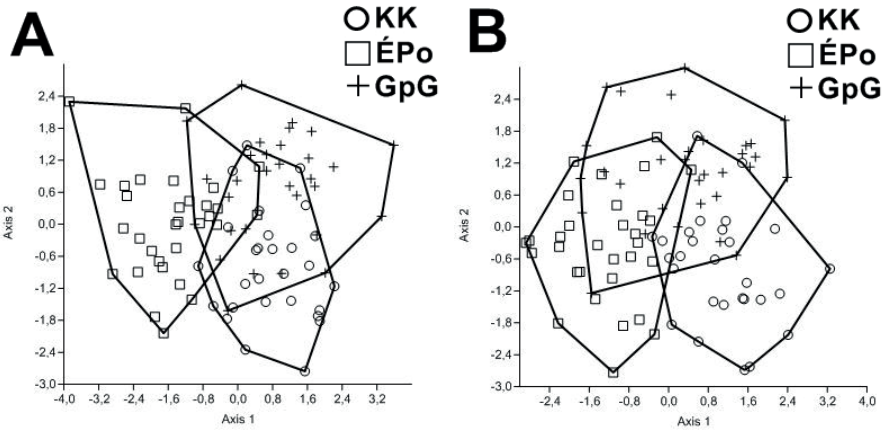 A
KK
ÉPo
GpG
2,4
1,8
1,2
0,6
0,0
-0,6
-1,2
-1,8
-2,4
-3,0
Axis 2
-4,0 -3,2 -2,4 -1,6 -0,8 0,0 0,8 1,6 2,4 3,2
Axis 1
B
KK
ÉPo
GpG
2,4
1,8
1,2
0,6
0,0
-0,6
-1,2
-1,8
-2,4
-3,0
Axis 2
-2,4 -1,6 -0,8 0,0 0,8 1,6 2,4 3,2 4,0
Axis 1